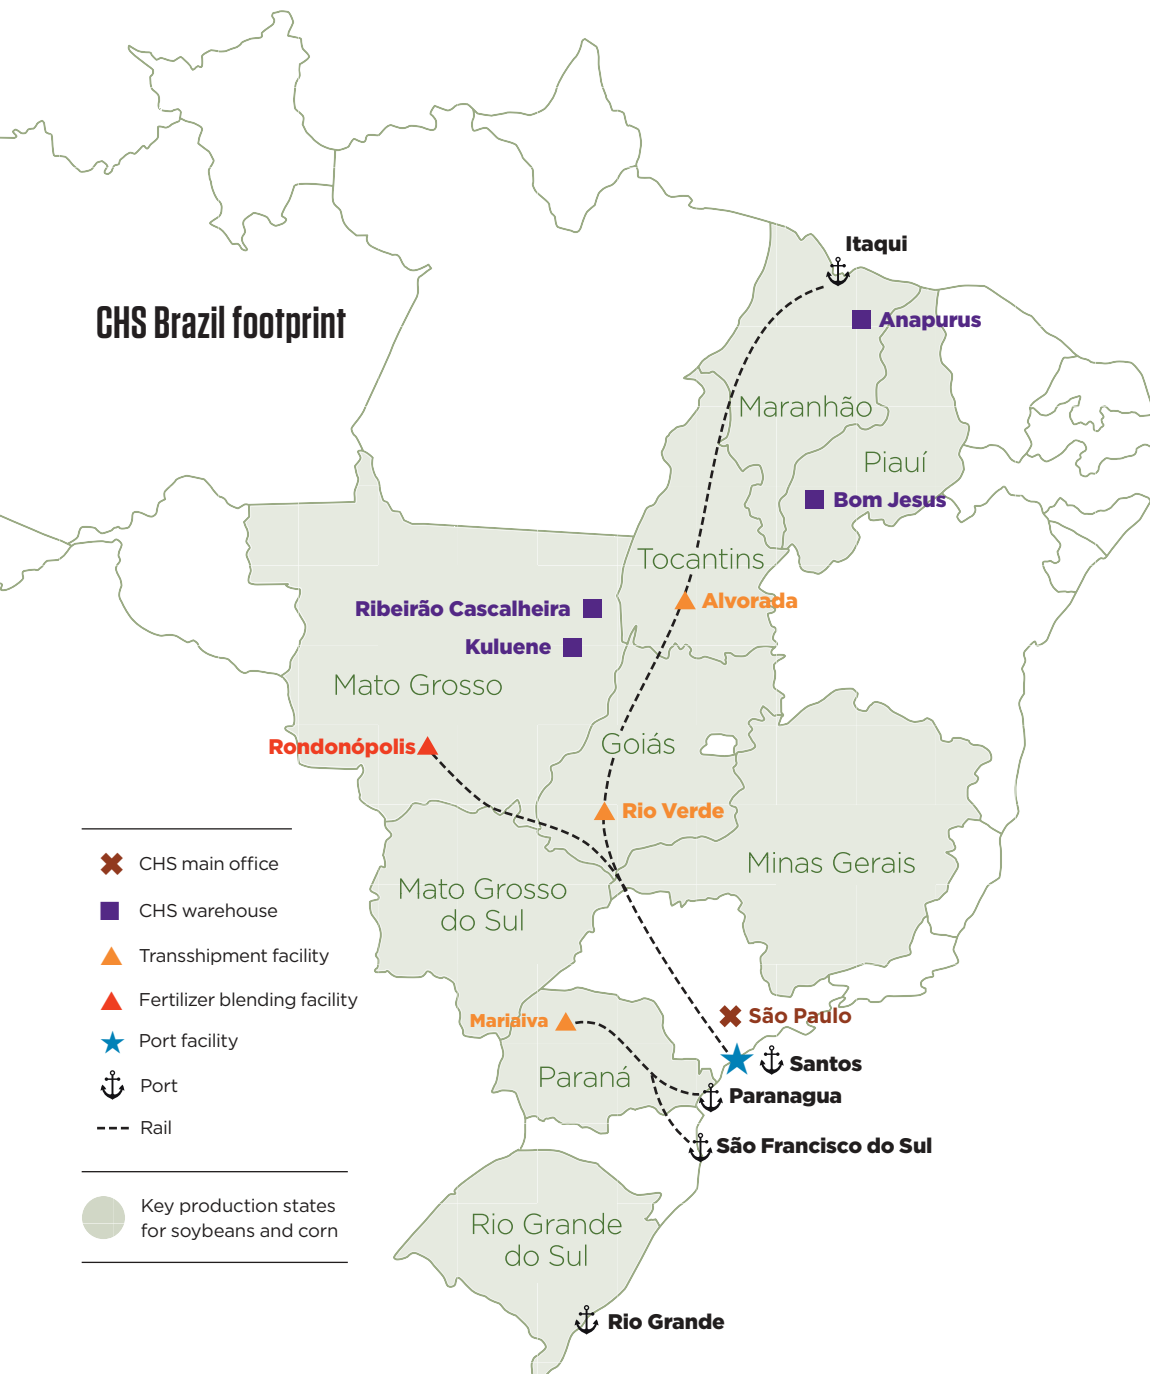 Itaqui
CHS Brazil footprint
Anapurus
Maranhão
Piauí
Bom Jesus
Tocantins
Alvorada
Ribeirão Cascalheira
Kuluene
Mato Grosso
Rondonópolis
Goiás
Rio Verde
Minas Gerais
Mato Grosso
do Sul
CHS main office
CHS warehouse
Transshipment facility
Fertilizer blending facility
Port facility
Port
Rail
Key production states
for soybeans and corn
São Paulo
Mariaiva
Santos
Paraná
Paranagua
São Francisco do Sul
Rio Grande
do Sul
Rio Grande